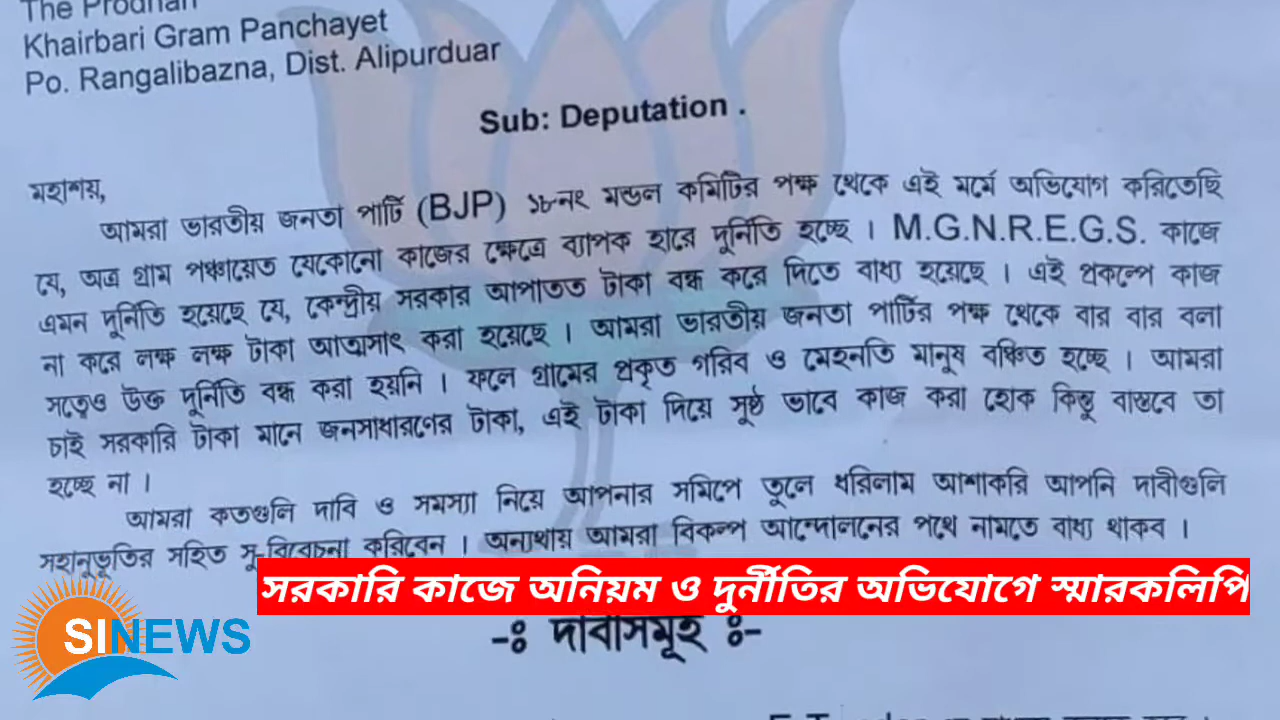 The Prodhan
Khairbari Gram Panchayet
Po. Rangalibazna, Dist. Alipurduar
Sub: Deputation .
মহাশয়,
আমরা ভারতীয় জনতা পার্টি (BJP) ১৮নং মন্ডল কমিটির পক্ষ থেকে এই মর্মে অভিযোগ করিতেছি
যে, অত্র গ্রাম পঞ্চায়েত যেকোনো কাজের ক্ষেত্রে ব্যাপক হারে দুর্নিতি হচ্ছে । M.G.N.R.E.G.S. কাজে
এমন দুর্নিতি হয়েছে যে, কেন্দ্রীয় সরকার আপাতত টাকা বন্ধ করে দিতে বাধ্য হয়েছে । এই প্রকল্পে কাজ
না করে লক্ষ লক্ষ টাকা আত্মসাৎ করা হয়েছে । আমরা ভারতীয় জনতা পার্টির পক্ষ থেকে বার বার বলা
সত্বেও উক্ত দুর্নিতি বন্ধ করা হয়নি । ফলে গ্রামের প্রকৃত গরিব ও মেহনতি মানুষ বঞ্চিত হচ্ছে । আমরা
চাই সরকারি টাকা মানে জনসাধারণের টাকা, এই টাকা দিয়ে সুষ্ঠ ভাবে কাজ করা হোক কিন্তু বাস্তবে তা
হচ্ছে না ।
আমরা কতগুলি দাবি ও সমস্যা নিয়ে আপনার সমিপে তুলে ধরিলাম আশাকরি আপনি দাবীগুলি
সহানুভূতির সহিত সু-বিবেচনা করিবেন । অন্যথায় আমরা বিকল্প আন্দোলনের পথে নামতে বাধ্য থাকব ।
সরকারি কাজে অনিয়ম ও দুর্নীতির অভিযোগে স্মারকলিপি
SINEWS
-ঃ দাবীসমূহ ঃ-